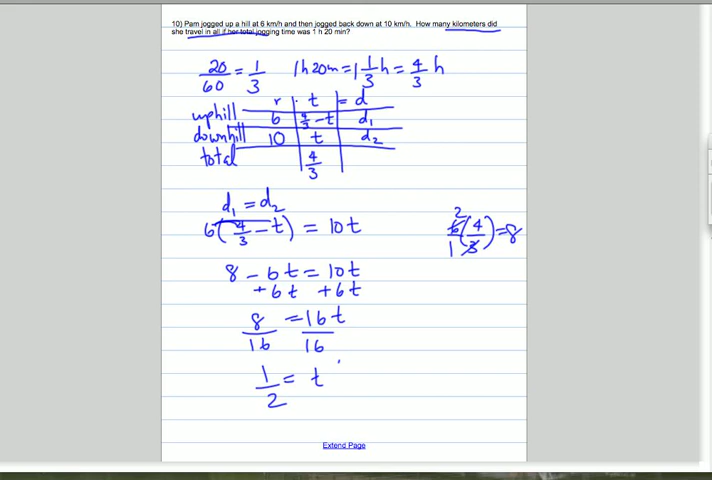 10) Pam jogged up a hill at 6 km/h and then jogged back down at 10 km/h. How many kilometers did
she travel in all if her total jogging time was 1 h 20 min?
20/60 = 1/3 1h20m = 1 1/3 h = 4/3 h
r · t = d
uphill 6 4/3 - t d₁
downhill 10 t d₂
total 4/3
d₁ = d₂
6(4/3 - t) = 10t
2
6/1 (4/3) = 8
8 - 6t = 10t
+6t +6t
8/16 = 16t/16
1/2 = t
Extend Page